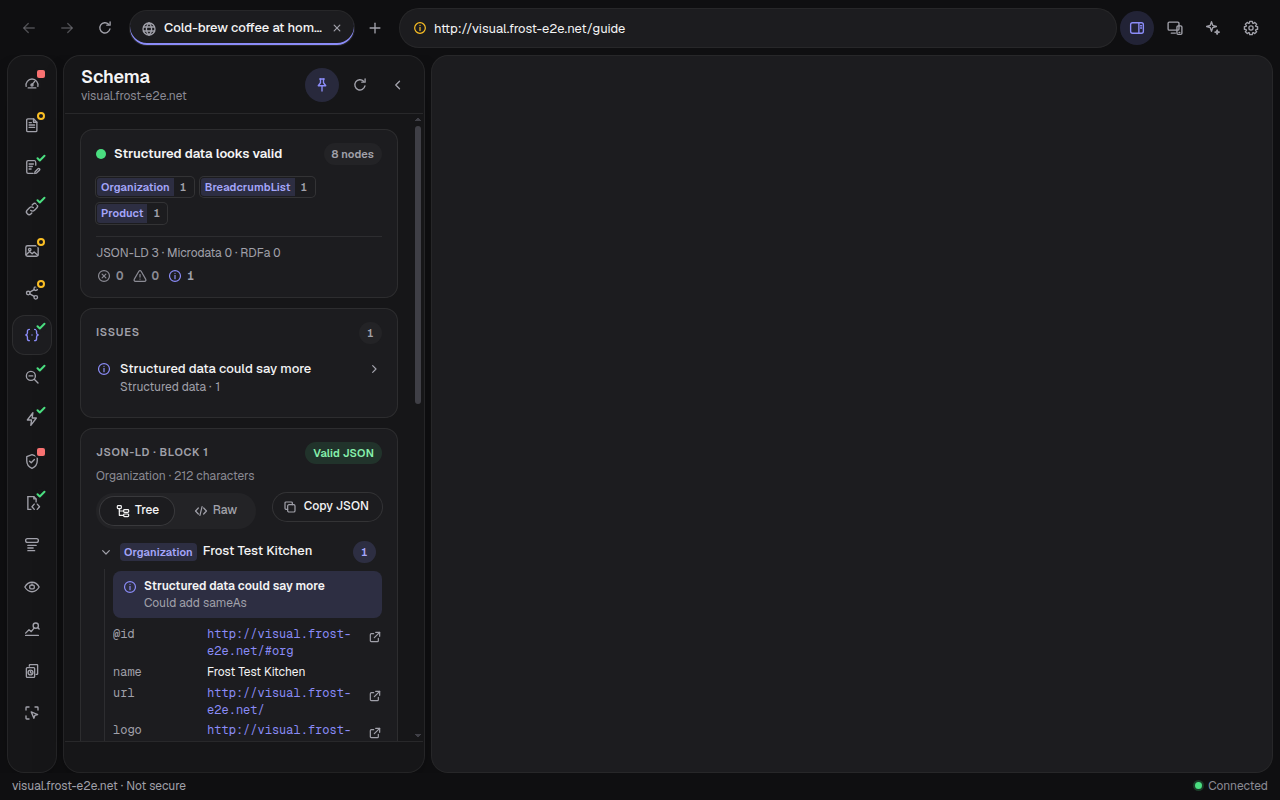 Cold-brew coffee at hom…
http://visual.frost-e2e.net/guide
Schema
visual.frost-e2e.net
Structured data looks valid
8 nodes
Organization 1
BreadcrumbList 1
Product 1
JSON-LD 3 · Microdata 0 · RDFa 0
0 0 1
ISSUES
1
Structured data could say more
Structured data · 1
JSON-LD · BLOCK 1
Valid JSON
Organization · 212 characters
Tree
Raw
Copy JSON
Organization Frost Test Kitchen
1
Structured data could say more
Could add sameAs
@id http://visual.frost-
e2e.net/#org
name Frost Test Kitchen
url http://visual.frost-
e2e.net/
logo http://visual.frost-
visual.frost-e2e.net · Not secure
Connected